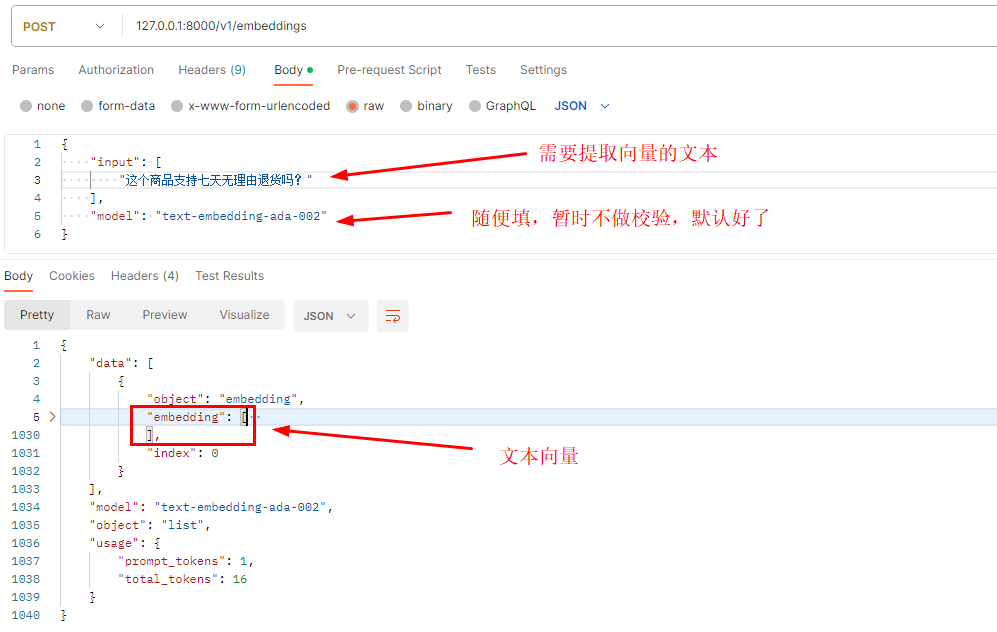 POST 127.0.0.1:8000/v1/embeddings
Params Authorization Headers (9) Body Pre-request Script Tests Settings
none form-data x-www-form-urlencoded raw binary GraphQL JSON
1 {
需要提取向量的文本
2 "input": [
3 "这个商品支持七天无理由退货吗？"
4 ],
5 "model": "text-embedding-ada-002"
随便填，暂时不做校验，默认好了
6 }
Body Cookies Headers (4) Test Results
Pretty Raw Preview Visualize JSON
1 {
2 "data": [
3 {
4 "object": "embedding",
5 "embedding": [
1030 ],
1031 "index": 0
文本向量
1032 }
1033 ],
1034 "model": "text-embedding-ada-002",
1035 "object": "list",
1036 "usage": {
1037 "prompt_tokens": 1,
1038 "total_tokens": 16
1039 }
1040 }